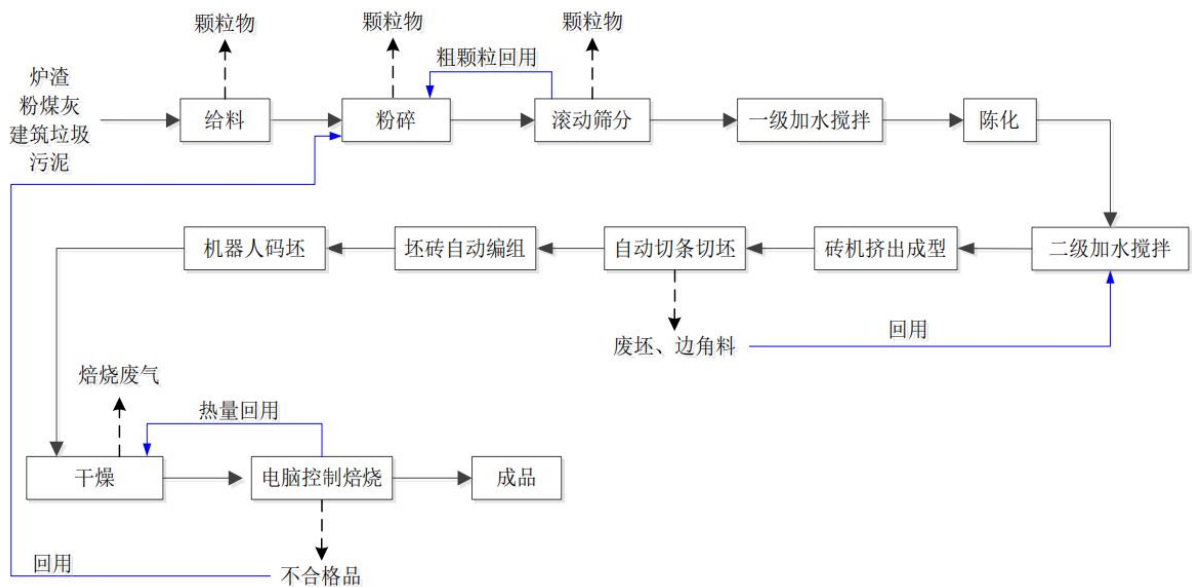 颗粒物
颗粒物
颗粒物
粗颗粒回用
炉渣
粉煤灰
建筑垃圾
污泥
给料
粉碎
滚动筛分
一级加水搅拌
陈化
机器人码坯
坯砖自动编组
自动切条切坯
砖机挤出成型
二级加水搅拌
回用
废坯、边角料
焙烧废气
热量回用
干燥
电脑控制焙烧
成品
回用
不合格品